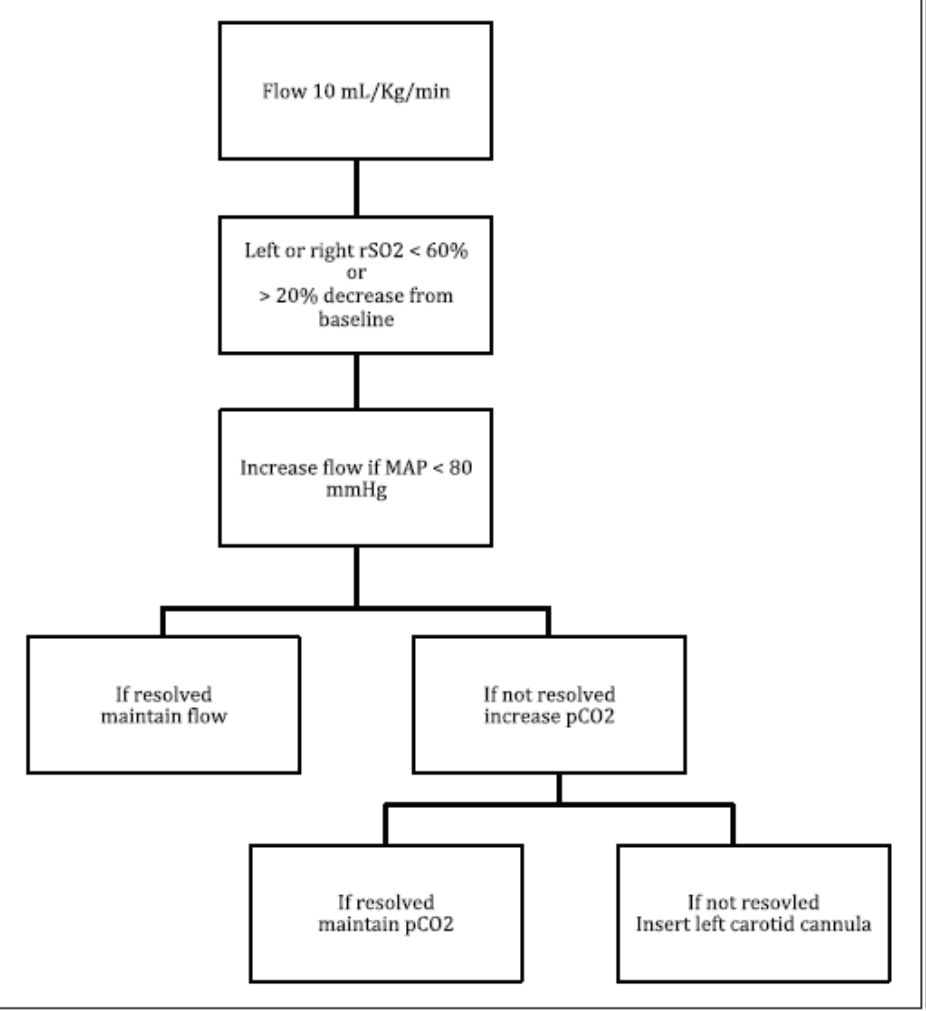 Flow 10 mL/Kg/min
Left or right rSO2 < 60%
or
> 20% decrease from
baseline
Increase flow if MAP < 80
mmHg
If resolved
maintain flow
If not resolved
increase pCO2
If resolved
maintain pCO2
If not resovled
Insert left carotid cannula